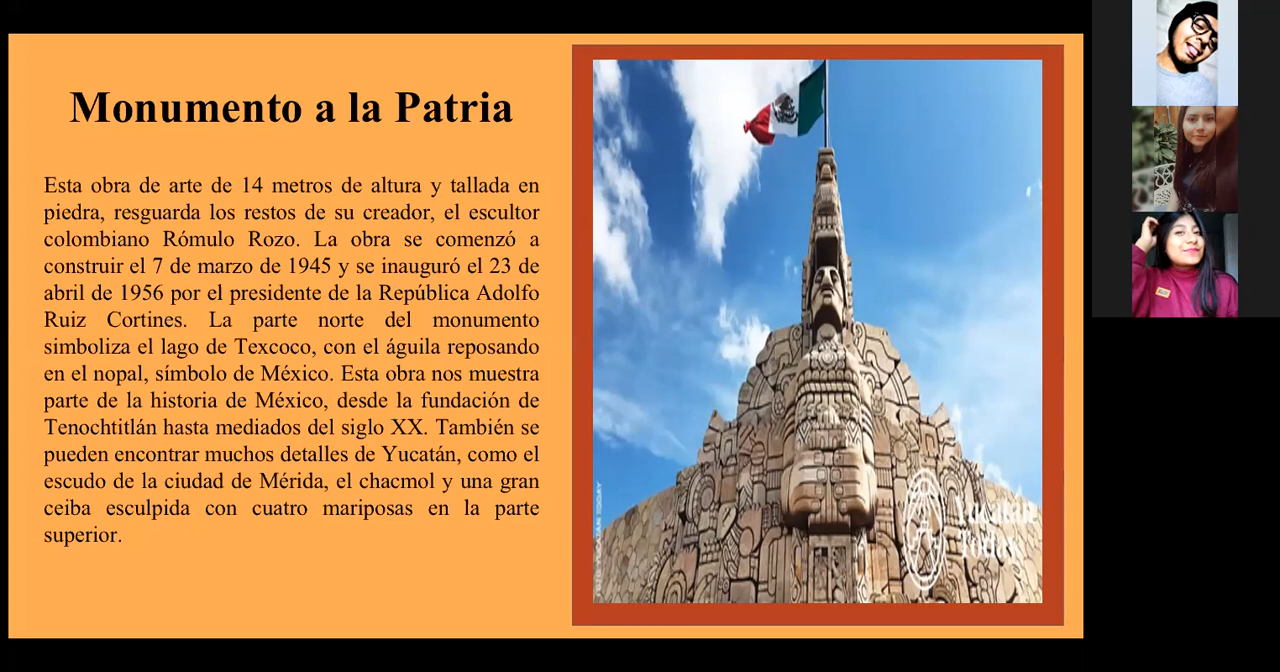 Monumento a la Patria
Esta obra de arte de 14 metros de altura y tallada en
piedra, resguarda los restos de su creador, el escultor
colombiano Rómulo Rozo. La obra se comenzó a
construir el 7 de marzo de 1945 y se inauguró el 23 de
abril de 1956 por el presidente de la República Adolfo
Ruiz Cortines. La parte norte del monumento
simboliza el lago de Texcoco, con el águila reposando
en el nopal, símbolo de México. Esta obra nos muestra
parte de la historia de México, desde la fundación de
Tenochtitlán hasta mediados del siglo XX. También se
pueden encontrar muchos detalles de Yucatán, como el
escudo de la ciudad de Mérida, el chacmol y una gran
ceiba esculpida con cuatro mariposas en la parte
superior.
YUCATAN TODAY
Yucatán
Today